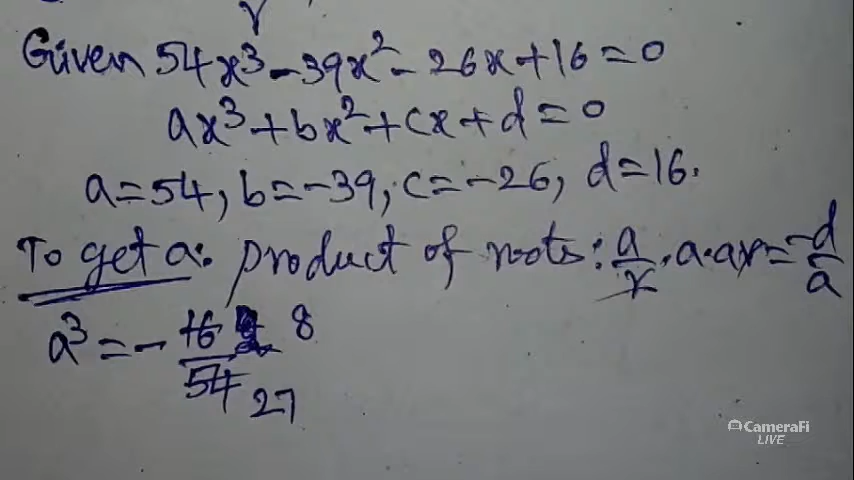 Given 54x³ - 39x² - 26x + 16 = 0
ax³ + bx² + cx + d = 0
a = 54, b = -39, c = -26, d = 16.
To get a: product of roots: a/r · a · ar = -d/a
a³ = - 16/54 8/27
CameraFi
LIVE